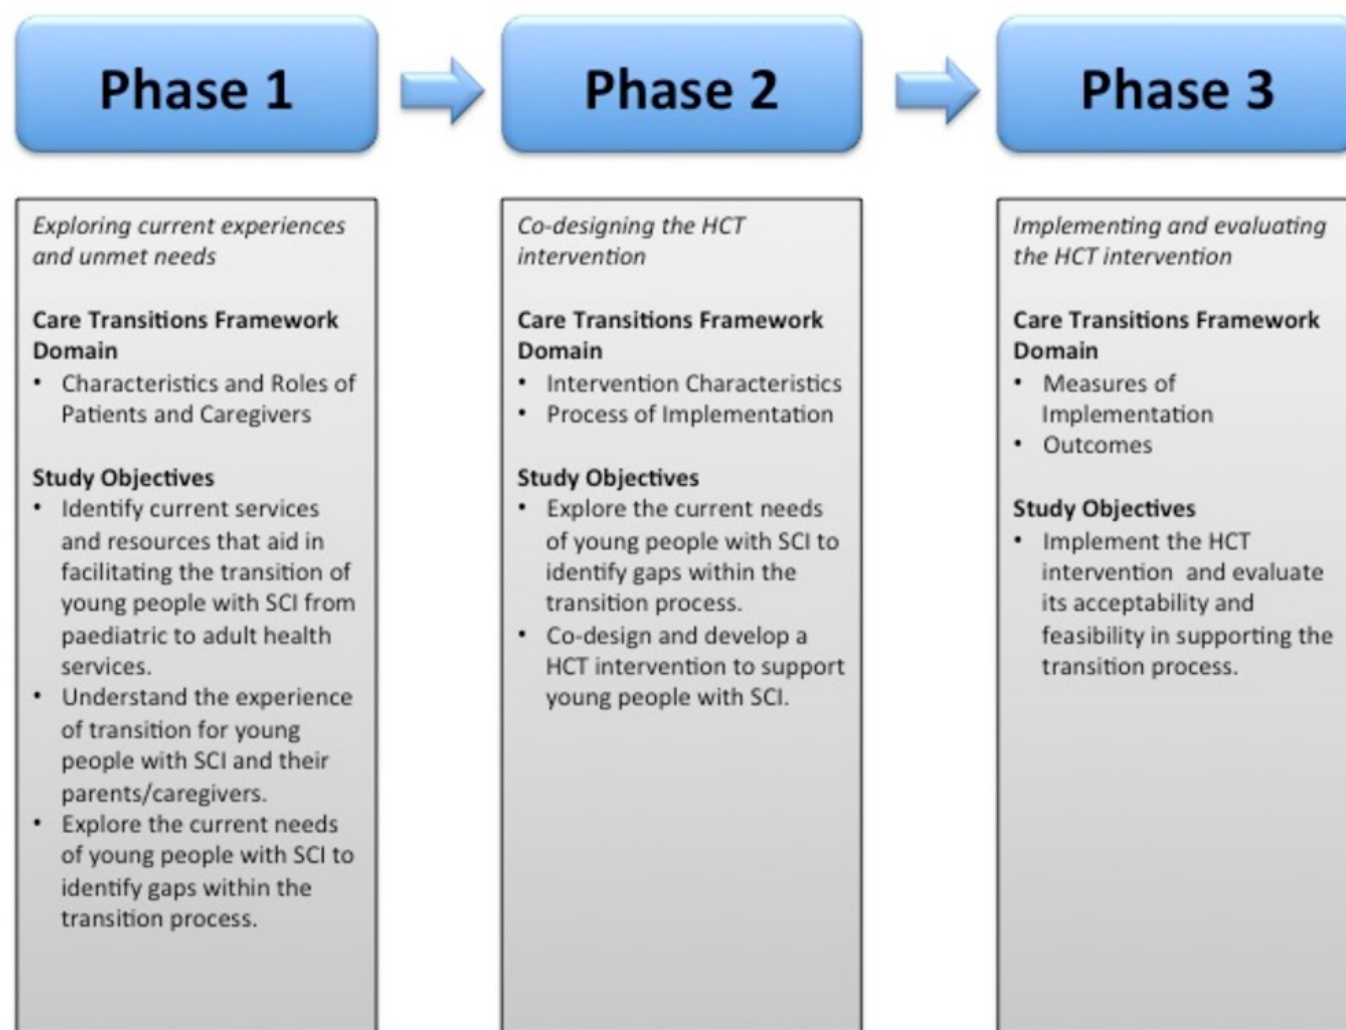 Phase 1
Phase 2
Phase 3
Exploring current experiences
and unmet needs
Care Transitions Framework
Domain
• Characteristics and Roles of
Patients and Caregivers
Study Objectives
• Identify current services
and resources that aid in
facilitating the transition of
young people with SCI from
paediatric to adult health
services.
• Understand the experience
of transition for young
people with SCI and their
parents/caregivers.
• Explore the current needs
of young people with SCI to
identify gaps within the
transition process.
Co-designing the HCT
intervention
Care Transitions Framework
Domain
• Intervention Characteristics
• Process of Implementation
Study Objectives
• Explore the current needs
of young people with SCI to
identify gaps within the
transition process.
• Co-design and develop a
HCT intervention to support
young people with SCI.
Implementing and evaluating
the HCT intervention
Care Transitions Framework
Domain
• Measures of
Implementation
• Outcomes
Study Objectives
• Implement the HCT
intervention and evaluate
its acceptability and
feasibility in supporting the
transition process.